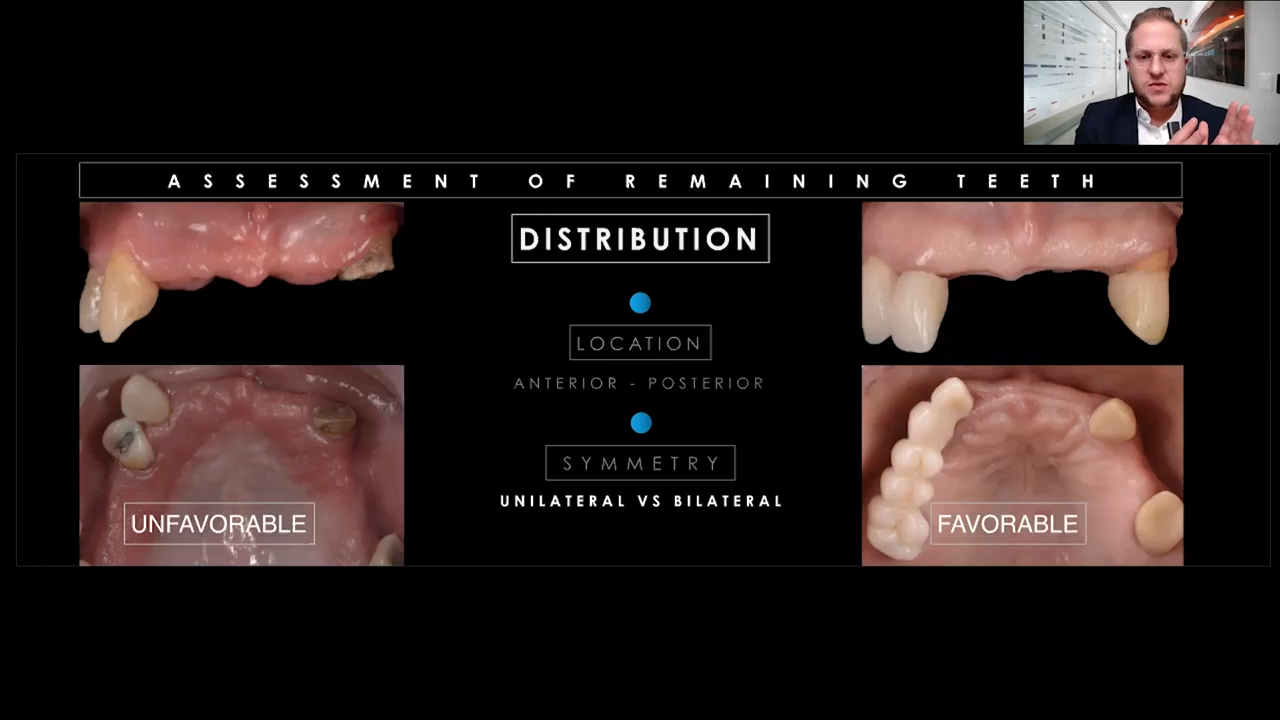 ASSESSMENT OF REMAINING TEETH
DISTRIBUTION
LOCATION
ANTERIOR - POSTERIOR
SYMMETRY
UNILATERAL VS BILATERAL
UNFAVORABLE
FAVORABLE